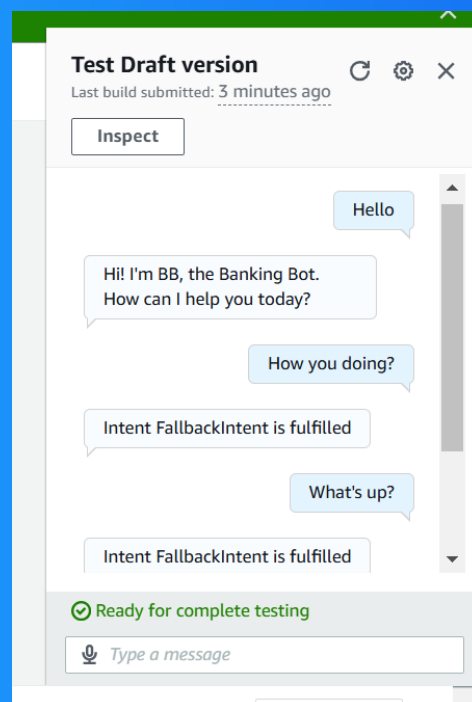 Test Draft version
Last build submitted: 3 minutes ago
Inspect
Hello
Hi! I'm BB, the Banking Bot.
How can I help you today?
How you doing?
Intent FallbackIntent is fulfilled
What's up?
Intent FallbackIntent is fulfilled
Ready for complete testing
Type a message